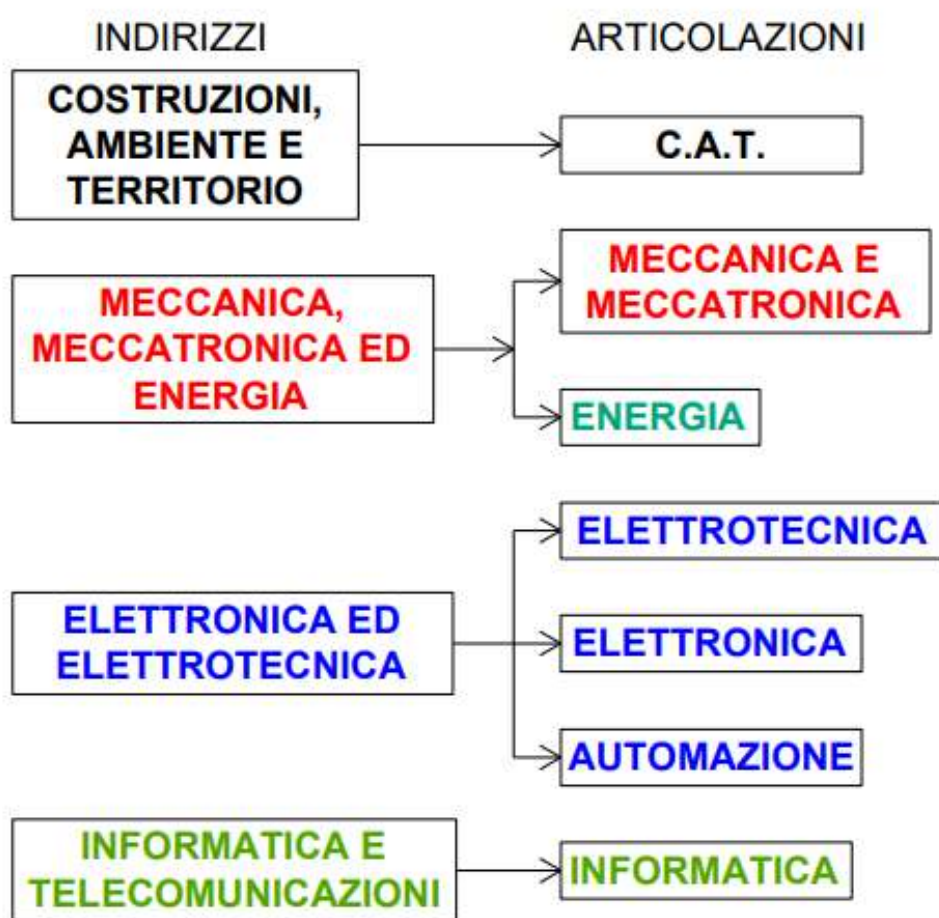 INDIRIZZI
ARTICOLAZIONI
COSTRUZIONI,
AMBIENTE E
TERRITORIO
C.A.T.
MECCANICA,
MECCATRONICA ED
ENERGIA
MECCANICA E
MECCATRONICA
ENERGIA
ELETTRONICA ED
ELETTROTECNICA
ELETTROTECNICA
ELETTRONICA
AUTOMAZIONE
INFORMATICA E
TELECOMUNICAZIONI
INFORMATICA